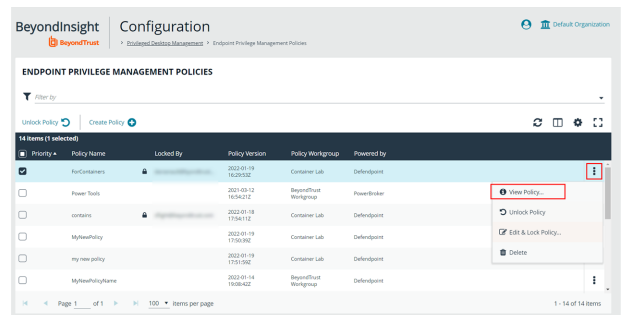 BeyondInsight
BeyondTrust
Configuration
> Privileged Desktop Management > Endpoint Privilege Management Policies
Default Organization
ENDPOINT PRIVILEGE MANAGEMENT POLICIES
Filter by
Unlock Policy Create Policy
14 items (1 selected)
Priority Policy Name Locked By Policy Version Policy Workgroup Powered by
ForContainers 2022-01-19 16:29:53Z Container Lab Defendpoint
Power Tools 2021-03-12 16:54:21Z BeyondTrust Workgroup PowerBroker
View Policy...
contains 2022-01-18 17:54:11Z Container Lab Defendpoint
Unlock Policy
MyNewPolicy 2022-01-19 17:50:39Z Container Lab Defendpoint
Edit & Lock Policy...
my new policy 2022-01-19 17:51:59Z Container Lab Defendpoint
Delete
MyNewPolicyName 2022-01-14 19:08:42Z BeyondTrust Workgroup Defendpoint
Page 1 of 1 100 items per page 1 - 14 of 14 items